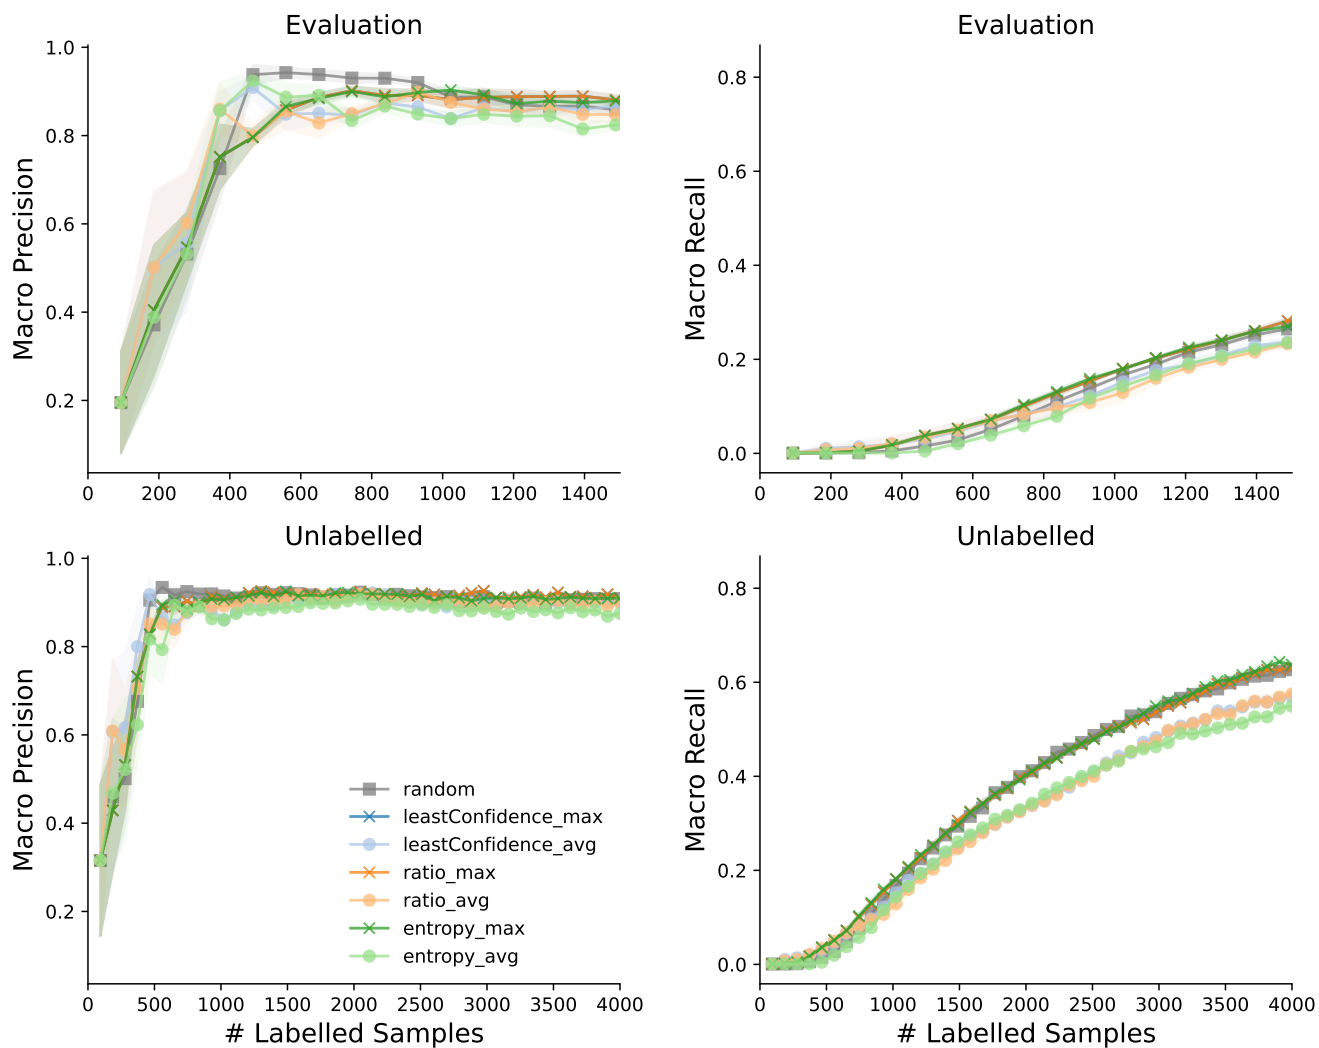 Evaluation
Macro Precision
1.0
0.8
0.6
0.4
0.2
0 200 400 600 800 1000 1200 1400
Evaluation
Macro Recall
0.8
0.6
0.4
0.2
0.0
0 200 400 600 800 1000 1200 1400
Unlabelled
Macro Precision
1.0
0.8
0.6
0.4
0.2
random
leastConfidence_max
leastConfidence_avg
ratio_max
ratio_avg
entropy_max
entropy_avg
0 500 1000 1500 2000 2500 3000 3500 4000
# Labelled Samples
Unlabelled
Macro Recall
0.8
0.6
0.4
0.2
0.0
0 500 1000 1500 2000 2500 3000 3500 4000
# Labelled Samples